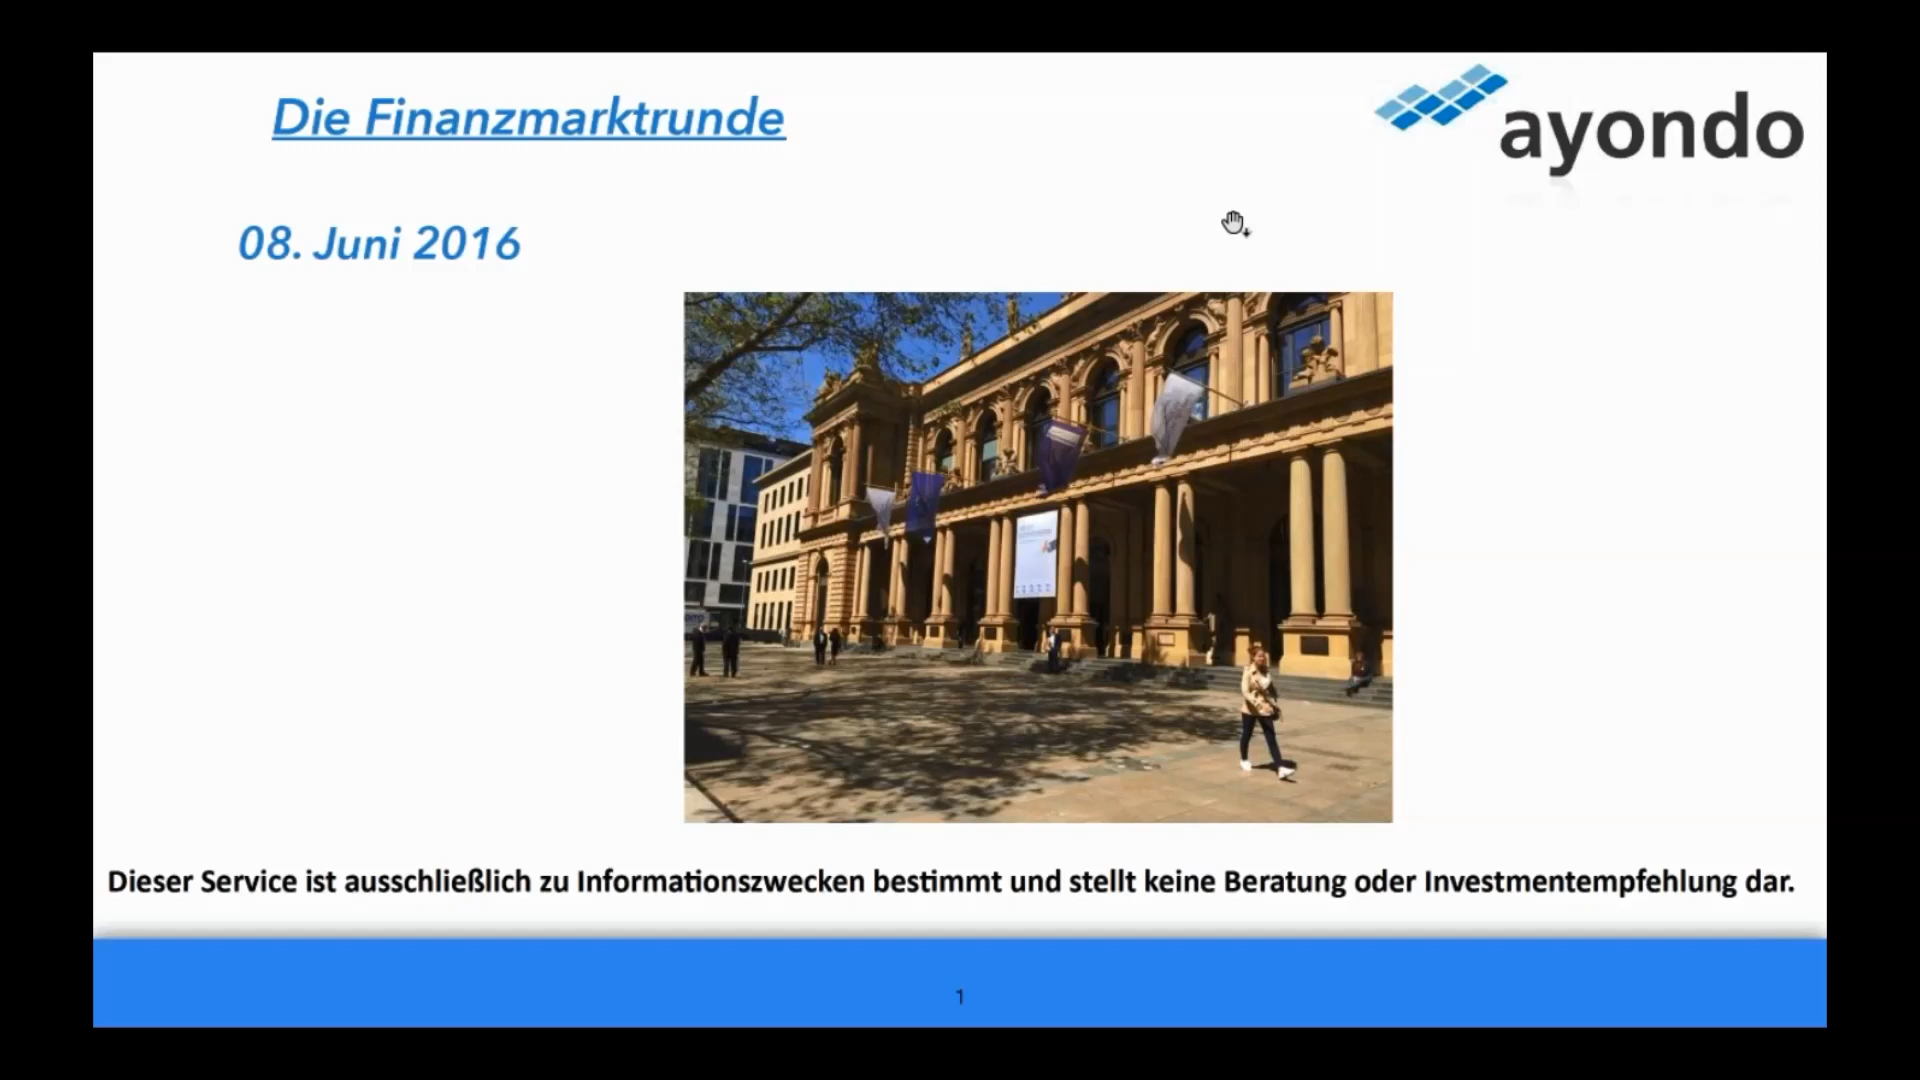 Die Finanzmarktrunde
ayondo
08. Juni 2016
Dieser Service ist ausschließlich zu Informationszwecken bestimmt und stellt keine Beratung oder Investmentempfehlung dar.
1